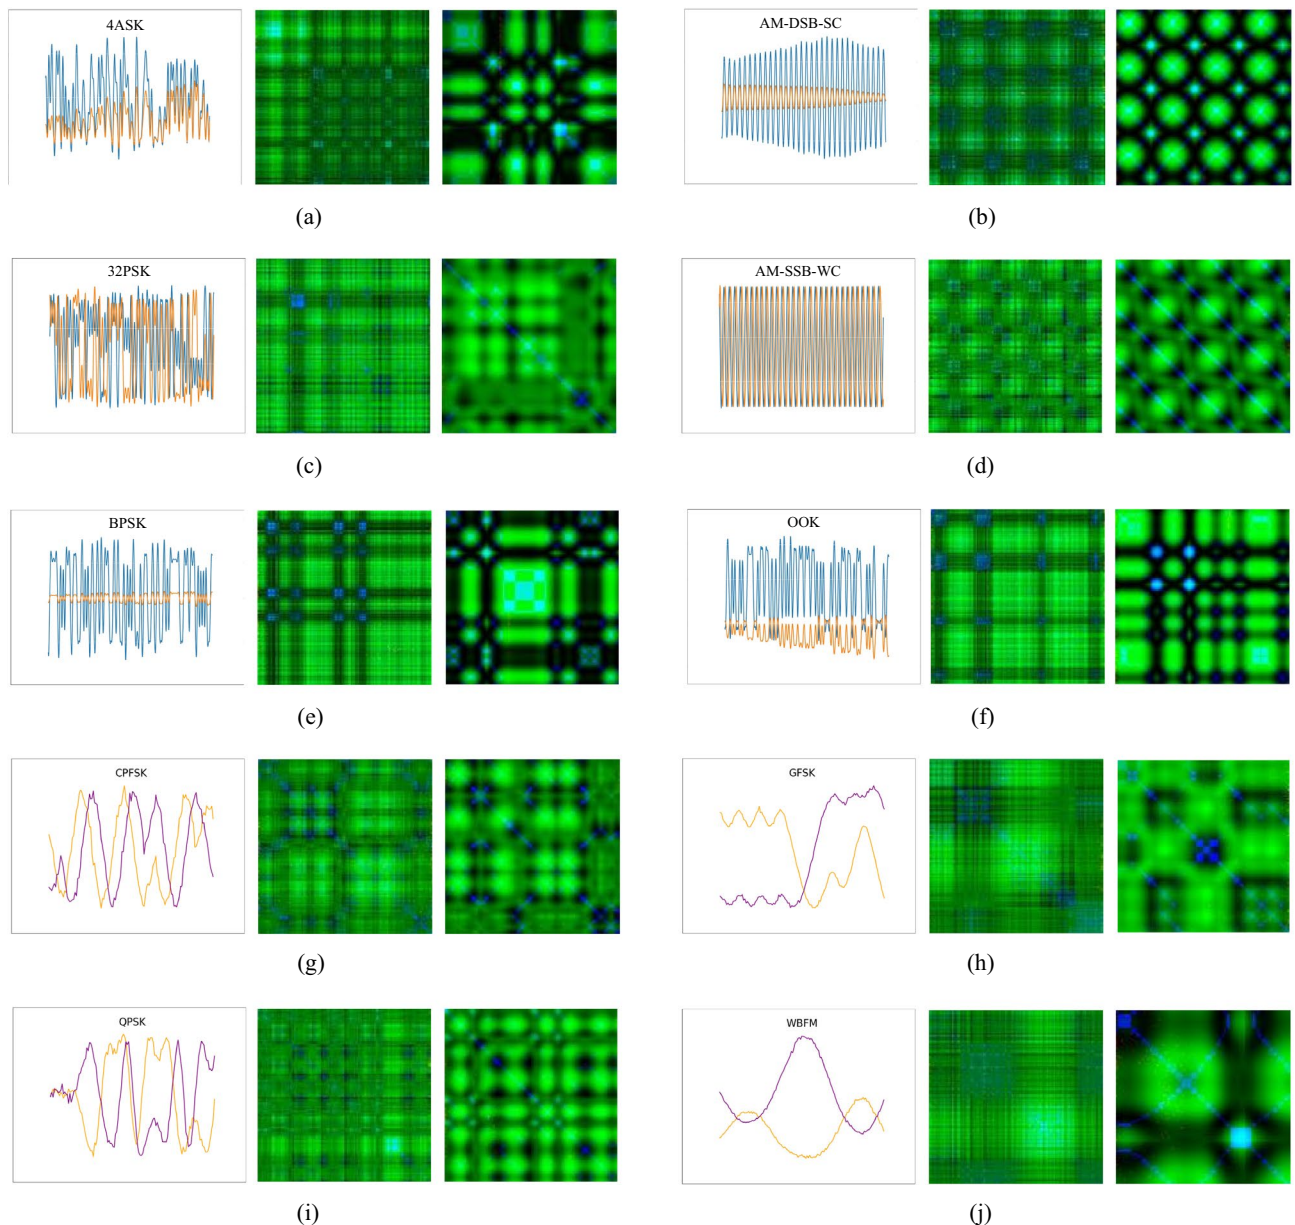 4ASK
AM-DSB-SC
(a)
(b)
32PSK
AM-SSB-WC
(c)
(d)
BPSK
OOK
(e)
(f)
CPFSK
GFSK
(g)
(h)
QPSK
WBFM
(i)
(j)